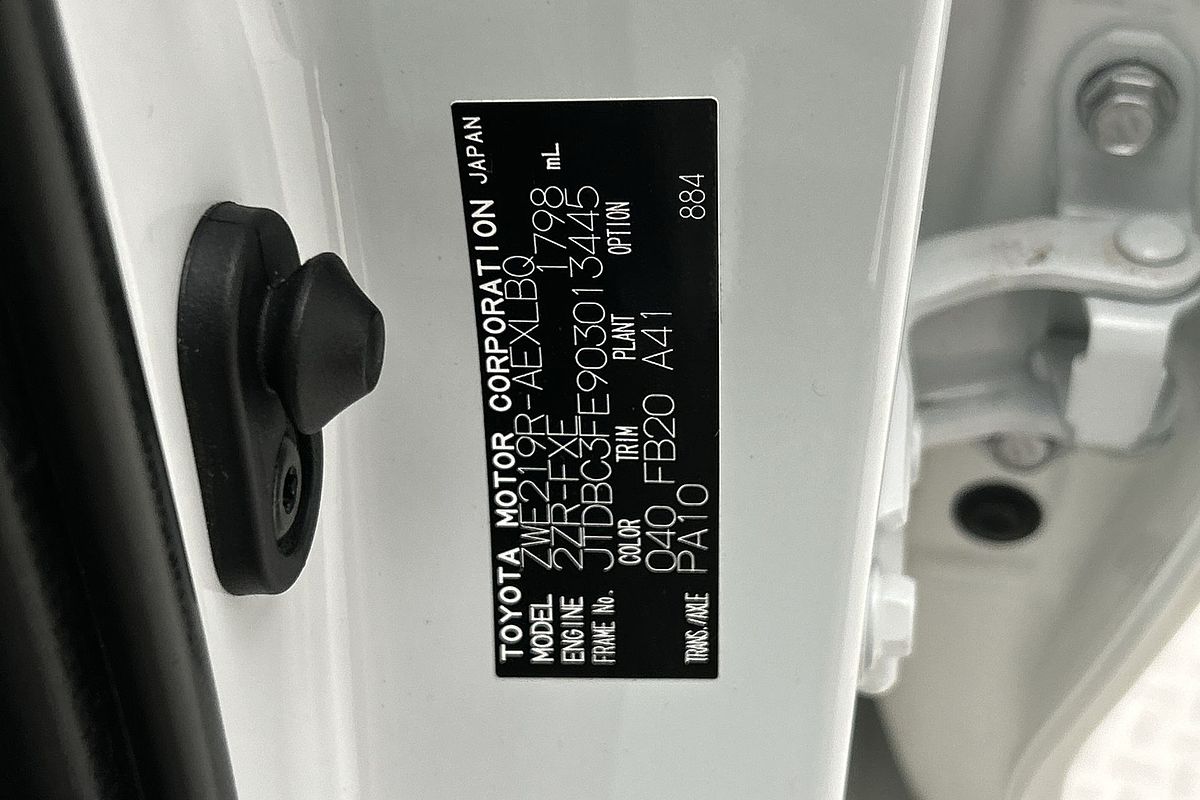 TOYOTA MOTOR CORPORATION JAPAN
MODEL ZWE219R-AEXLBQ
ENGINE 2ZR-FXE 1798 mL
FRAME No. JTDBC3FE903013445
COLOR TRIM PLANT OPTION
040 FB20 A41
TRANS./AXLE PA10 884